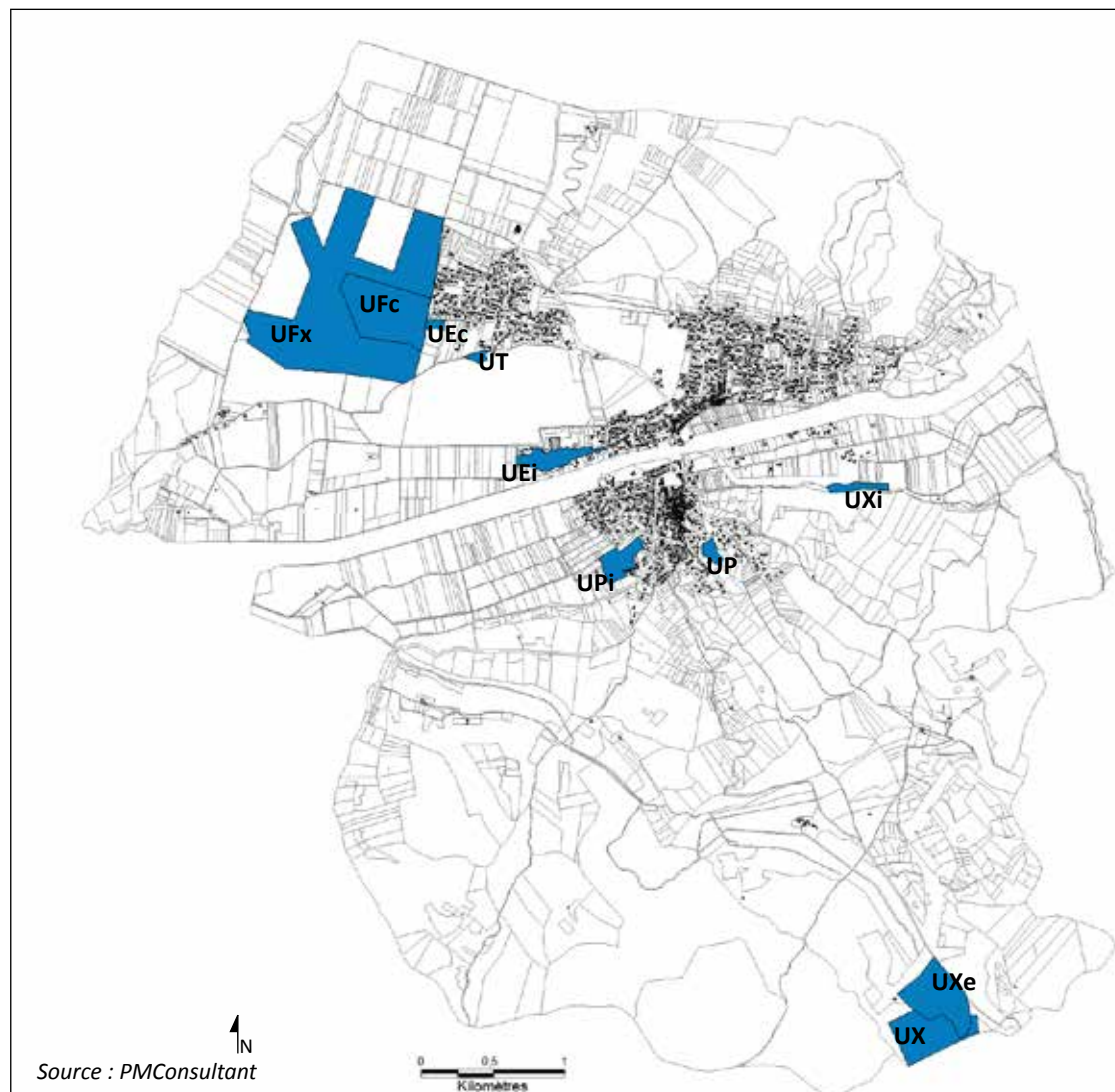 UFc
UFx
UEc
UT
UEi
UXi
UP
UPi
UXe
UX
N
Source : PMConsultant
0 0.5 1
Kilomètres